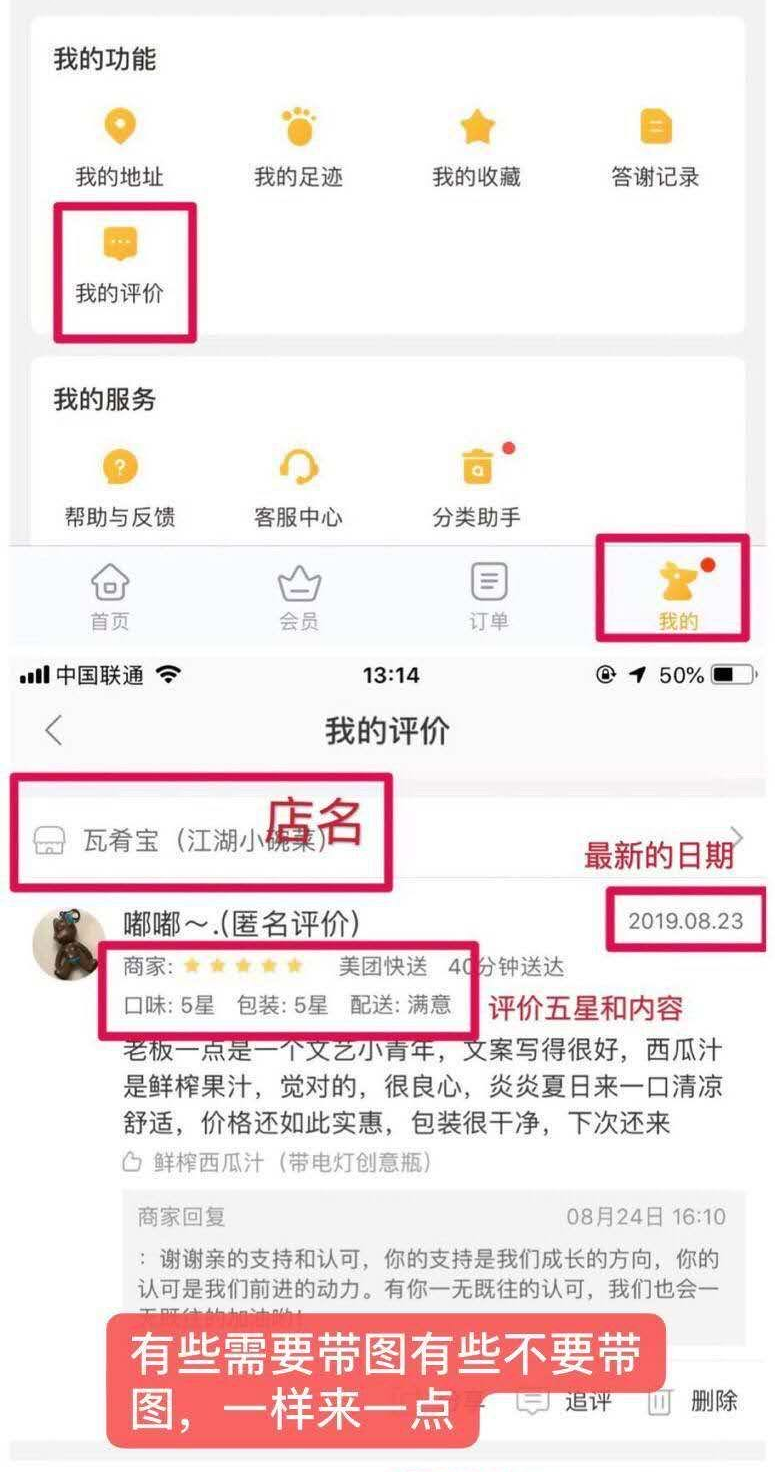 我的功能
我的地址 我的足迹 我的收藏 答谢记录
我的评价
我的服务
帮助与反馈 客服中心 分类助手
首页 会员 订单 我的
中国联通 13:14 50%
我的评价
店名
瓦肴宝（江湖小碗菜）
最新的日期
嘟嘟～.(匿名评价) 2019.08.23
商家: 美团快送 40分钟送达
口味: 5星 包装: 5星 配送: 满意 评价五星和内容
老板一点是一个文艺小青年，文案写得很好，西瓜汁
是鲜榨果汁，觉对的，很良心，炎炎夏日来一口清凉
舒适，价格还如此实惠，包装很干净，下次还来
鲜榨西瓜汁（带电灯创意瓶）
商家回复 08月24日 16:10
：谢谢亲的支持和认可，你的支持是我们成长的方向，你的
认可是我们前进的动力。有你一无既往的认可，我们也会一
无既往的加油哟！
有些需要带图有些不要带
图，一样来一点
享 追评 删除